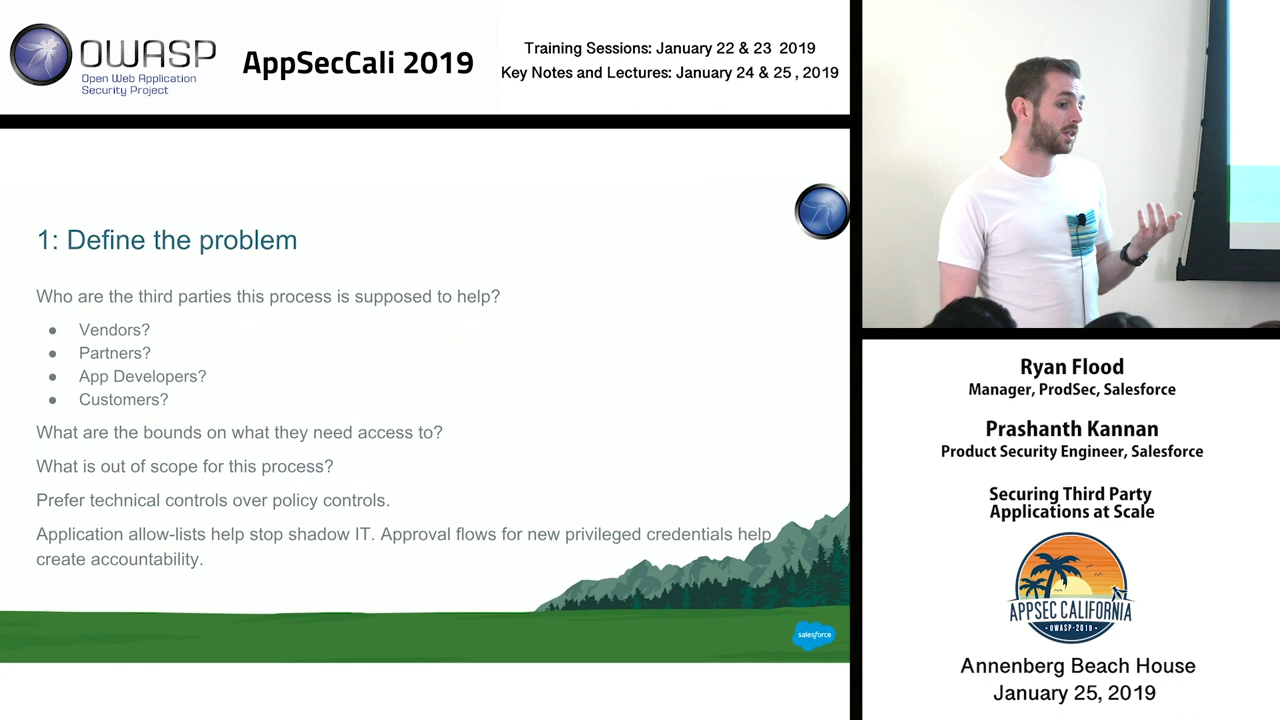 OWASP
Open Web Application
Security Project
AppSecCali 2019
Training Sessions: January 22 & 23 2019
Key Notes and Lectures: January 24 & 25 , 2019
1: Define the problem
Who are the third parties this process is supposed to help?
● Vendors?
● Partners?
● App Developers?
● Customers?
What are the bounds on what they need access to?
What is out of scope for this process?
Prefer technical controls over policy controls.
Application allow-lists help stop shadow IT. Approval flows for new privileged credentials help
create accountability.
salesforce
Ryan Flood
Manager, ProdSec, Salesforce
Prashanth Kannan
Product Security Engineer, Salesforce
Securing Third Party
Applications at Scale
APPSEC CALIFORNIA
• OWASP-2019 •
Annenberg Beach House
January 25, 2019